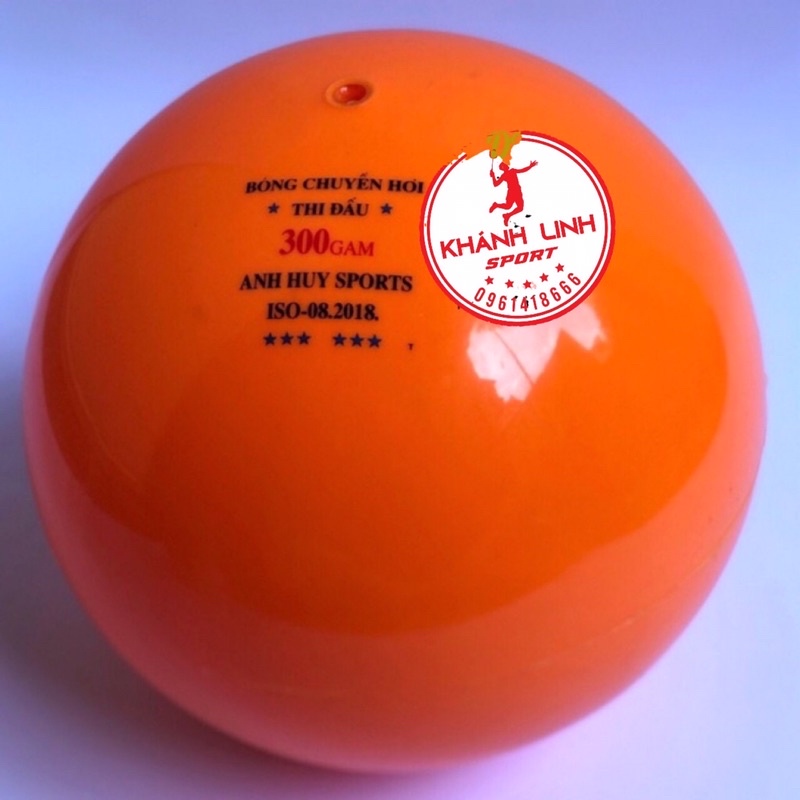 BÓNG CHUYỀN HƠI
★ THI ĐẤU ★
300GAM
ANH HUY SPORTS
ISO-08.2018.
★★★ ★★★
KHÁNH LINH
SPORT
0961418666